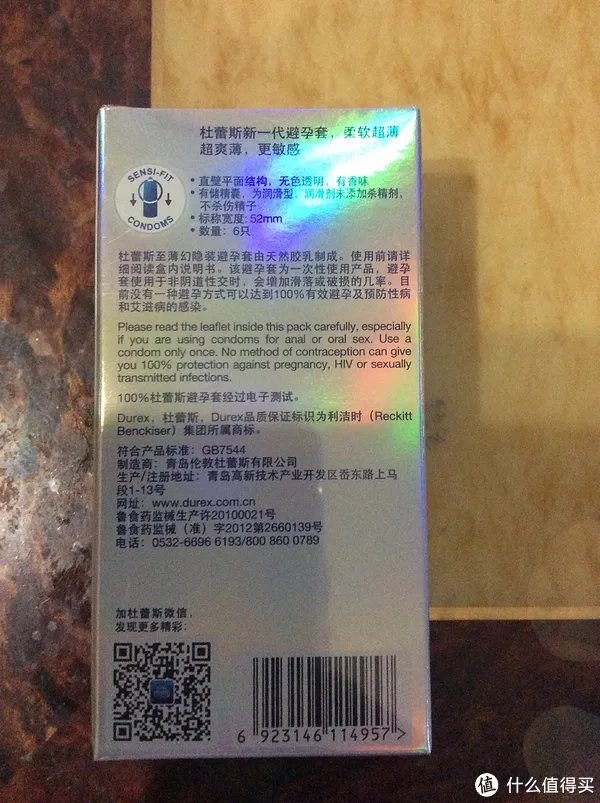 杜蕾斯新一代避孕套，柔软超薄
超爽薄，更敏感
SENSI-FIT
CONDOMS
• 直壁平面结构，无色透明，有香味
• 有储精囊，为润滑型，润滑剂未添加杀精剂，
不杀伤精子
• 标称宽度: 52mm
• 数量：6只
杜蕾斯至薄幻隐装避孕套由天然胶乳制成。使用前请详
细阅读盒内说明书。该避孕套为一次性使用产品，避孕
套使用于非阴道性交时，会增加滑落或破损的几率。目
前没有一种避孕方式可以达到100%有效避孕及预防性病
和艾滋病的感染。
Please read the leaflet inside this pack carefully, especially
if you are using condoms for anal or oral sex. Use a
condom only once. No method of contraception can give
you 100% protection against pregnancy, HIV or sexually
transmitted infections.
100%杜蕾斯避孕套经过电子测试。
Durex，杜蕾斯，Durex品质保证标识为利洁时（Reckitt
Benckiser）集团所属商标。
符合产品标准：GB7544
制造商：青岛伦敦杜蕾斯有限公司
生产/注册地址：青岛高新技术产业开发区岙东路上马
段1-13号
网址：www.durex.com.cn
鲁食药监械生产许20100021号
鲁食药监械（准）字2012第2660139号
电话：0532-6696 6193/800 860 0789
加杜蕾斯微信，
发现更多精彩：
6 923146 114957 >
值 什么值得买